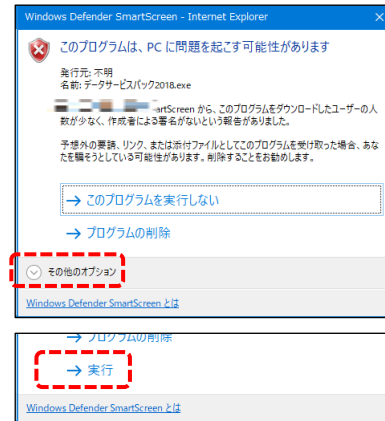 Windows Defender SmartScreen - Internet Explorer
このプログラムは、PC に問題を起こす可能性があります
発行元: 不明
名前: データサービスパック2018.exe
artScreen から、このプログラムをダウンロードしたユーザーの人
数が少なく、作成者による署名がないという報告がありました。
予想外の要請、リンク、または添付ファイルとしてこのプログラムを受け取った場合、あな
たを騙そうとしている可能性があります。削除することをお勧めします。
→ このプログラムを実行しない
→ プログラムの削除
その他のオプション
Windows Defender SmartScreen とは
→ プログラムの削除
→ 実行
Windows Defender SmartScreen とは